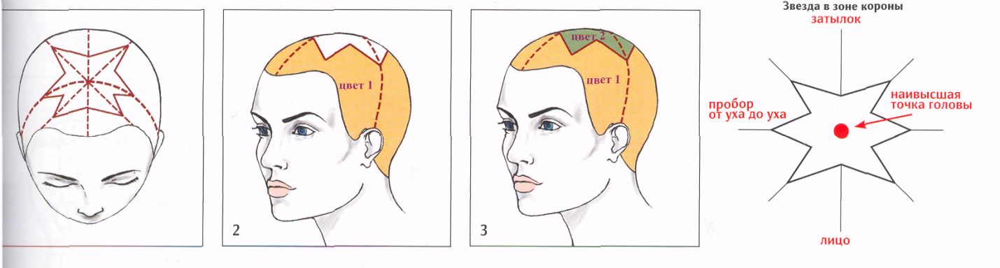 2
цвет 1
3
цвет 2
цвет 1
Звезда в зоне короны
затылок
пробор
от уха до уха
наивысшая
точка головы
лицо